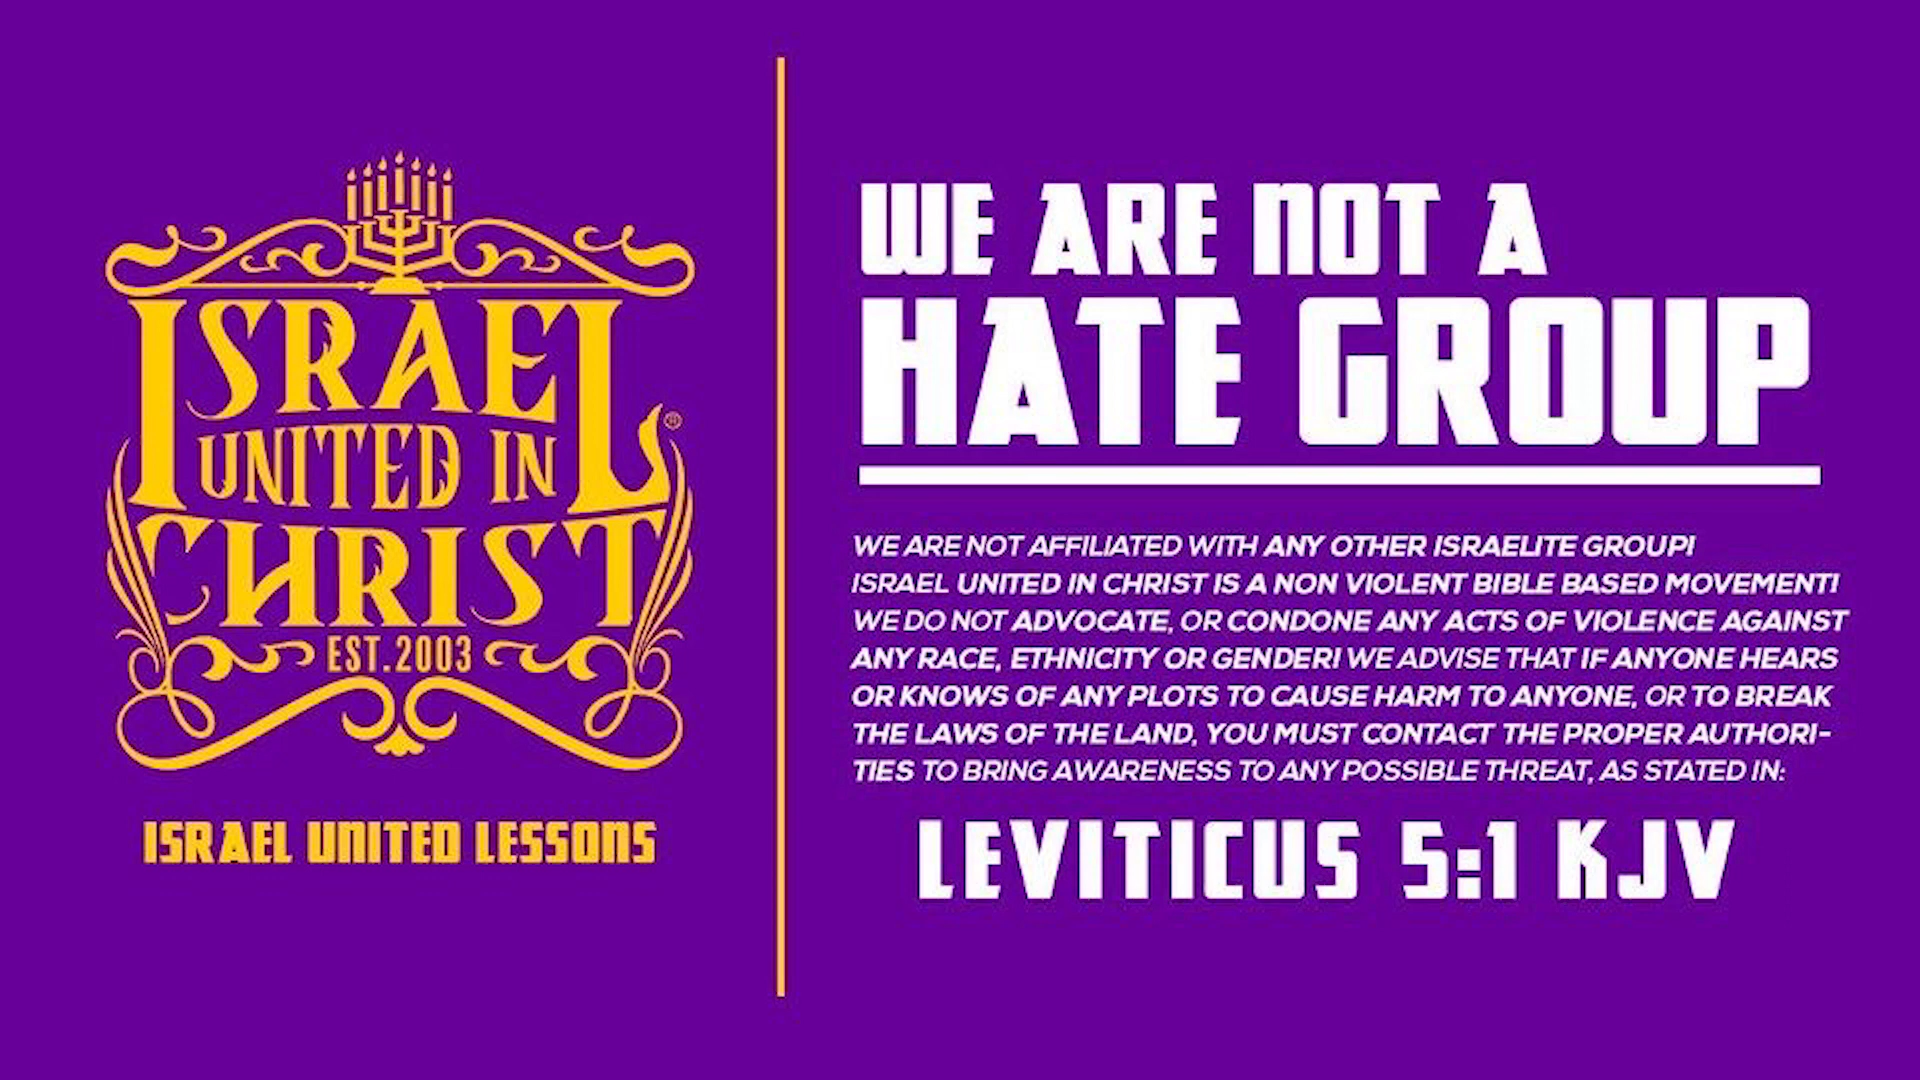 ISRAEL
UNITED IN
CHRIST
®
EST. 2003
ISRAEL UNITED LESSONS
WE ARE NOT A
HATE GROUP
WE ARE NOT AFFILIATED WITH ANY OTHER ISRAELITE GROUP!
ISRAEL UNITED IN CHRIST IS A NON VIOLENT BIBLE BASED MOVEMENT!
WE DO NOT ADVOCATE, OR CONDONE ANY ACTS OF VIOLENCE AGAINST
ANY RACE, ETHNICITY OR GENDER! WE ADVISE THAT IF ANYONE HEARS
OR KNOWS OF ANY PLOTS TO CAUSE HARM TO ANYONE, OR TO BREAK
THE LAWS OF THE LAND, YOU MUST CONTACT THE PROPER AUTHORI-
TIES TO BRING AWARENESS TO ANY POSSIBLE THREAT, AS STATED IN:
LEVITICUS 5:1 KJV